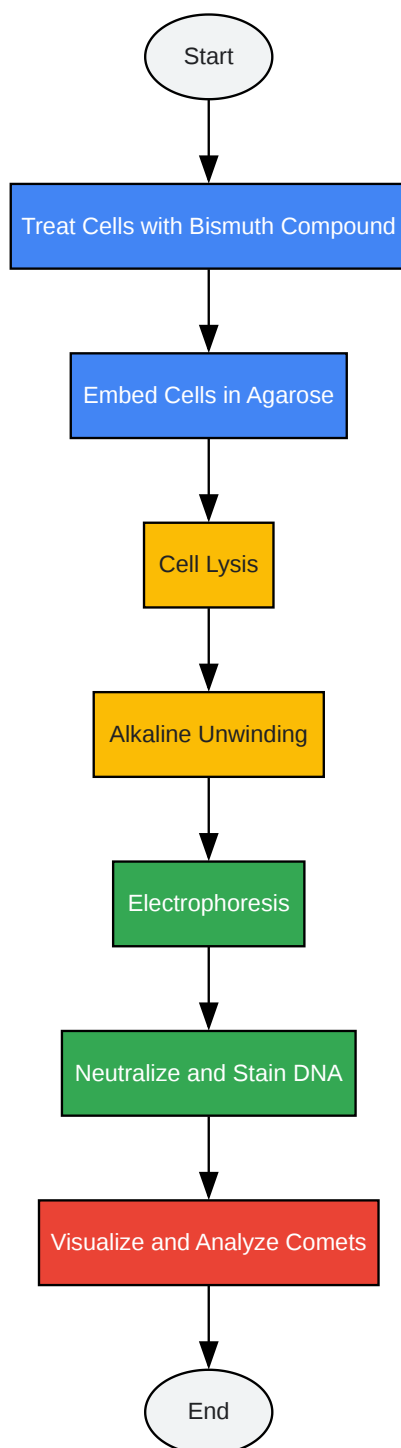 Start
Treat Cells with Bismuth Compound
Embed Cells in Agarose
Cell Lysis
Alkaline Unwinding
Electrophoresis
Neutralize and Stain DNA
Visualize and Analyze Comets
End